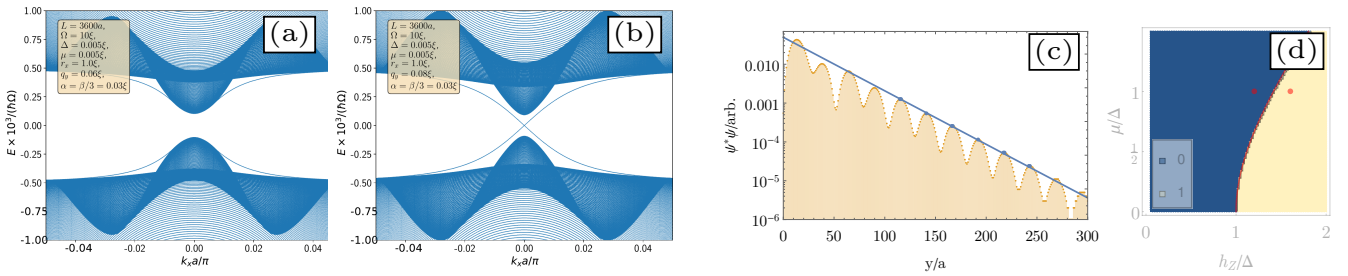 (a)
L = 3600a,
Ω = 10ξ,
Δ = 0.005ξ,
μ = 0.005ξ,
r_x = 1.0ξ,
q_y = 0.06ξ,
α = β/3 = 0.03ξ
E × 10³/(ℏΩ)
1.00
0.75
0.50
0.25
0.00
-0.25
-0.50
-0.75
-1.00
-0.04
-0.02
0.00
0.02
0.04
k_x a/π
(b)
L = 3600a,
Ω = 10ξ,
Δ = 0.005ξ,
μ = 0.005ξ,
r_x = 1.0ξ,
q_y = 0.08ξ,
α = β/3 = 0.03ξ
E × 10³/(ℏΩ)
1.00
0.75
0.50
0.25
0.00
-0.25
-0.50
-0.75
-1.00
-0.04
-0.02
0.00
0.02
0.04
k_x a/π
(c)
ψ*ψ/arb.
0.010
0.001
10⁻⁴
10⁻⁵
10⁻⁶
0
50
100
150
200
250
300
y/a
(d)
μ/Δ
1
1/2
0
0
1
0
1
2
h_Z/Δ